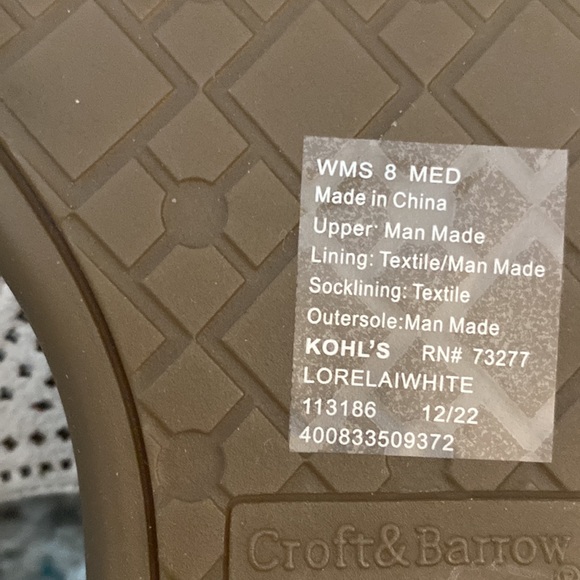 WMS 8 MED
Made in China
Upper: Man Made
Lining: Textile/Man Made
Socklining: Textile
Outersole:Man Made
KOHL'S RN# 73277
LORELAIWHITE
113186 12/22
400833509372
Croft&Barrow
®